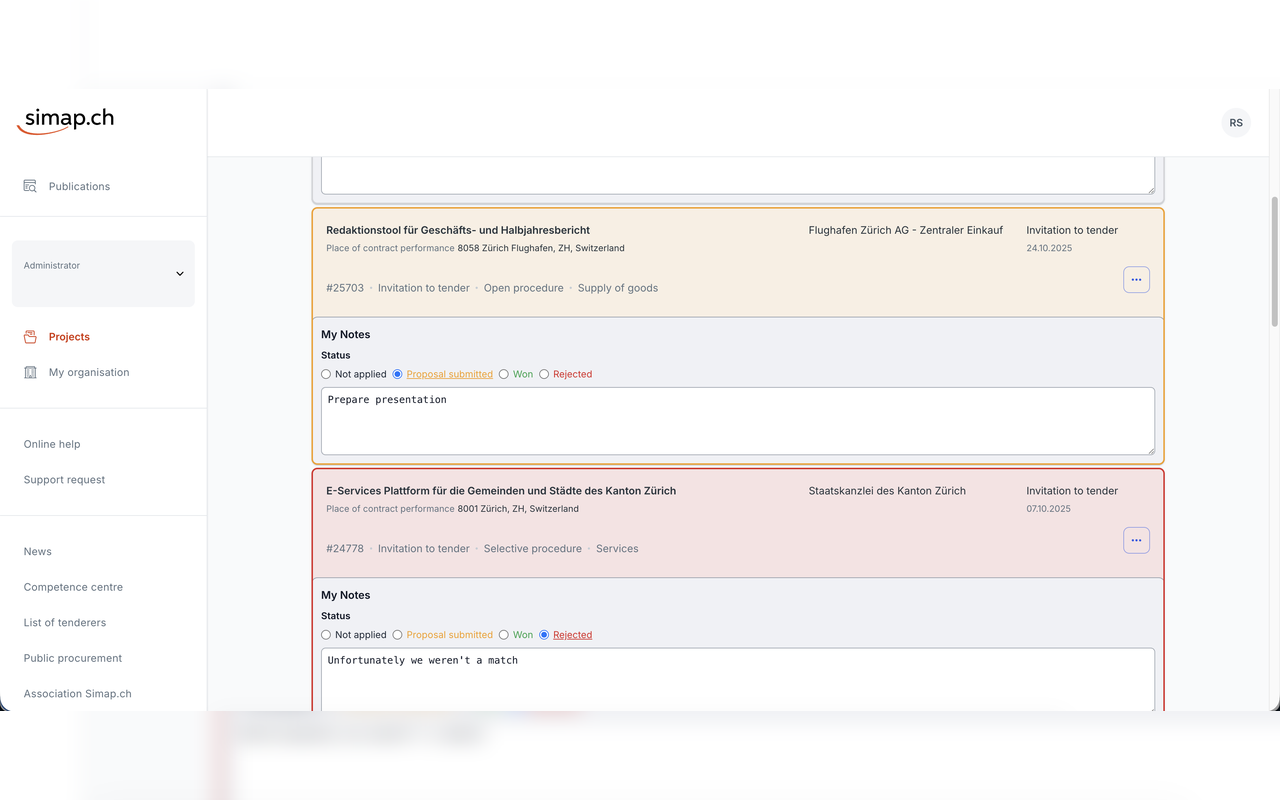 simap.ch
RS
Publications
Administrator
Projects
My organisation
Online help
Support request
News
Competence centre
List of tenderers
Public procurement
Association Simap.ch
Redaktionstool für Geschäfts- und Halbjahresbericht
Flughafen Zürich AG - Zentraler Einkauf
Invitation to tender
Place of contract performance 8058 Zürich Flughafen, ZH, Switzerland
24.10.2025
#25703 · Invitation to tender · Open procedure · Supply of goods
My Notes
Status
Not applied Proposal submitted Won Rejected
Prepare presentation
E-Services Plattform für die Gemeinden und Städte des Kanton Zürich
Staatskanzlei des Kanton Zürich
Invitation to tender
Place of contract performance 8001 Zürich, ZH, Switzerland
07.10.2025
#24778 · Invitation to tender · Selective procedure · Services
My Notes
Status
Not applied Proposal submitted Won Rejected
Unfortunately we weren't a match